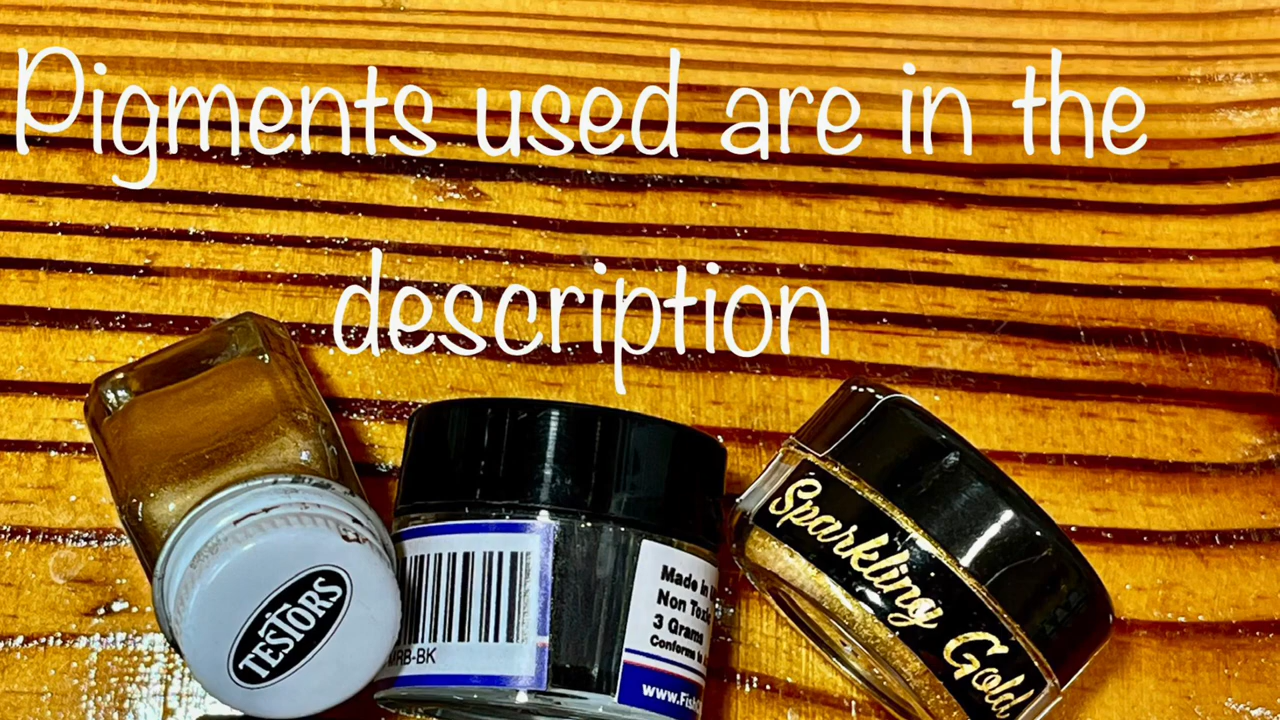 Pigments used are in the
description
TESTORS
MRB-BK
Made in
Non Toxic
3 Grams
Conforms
www.Fish
Sparkling Gold